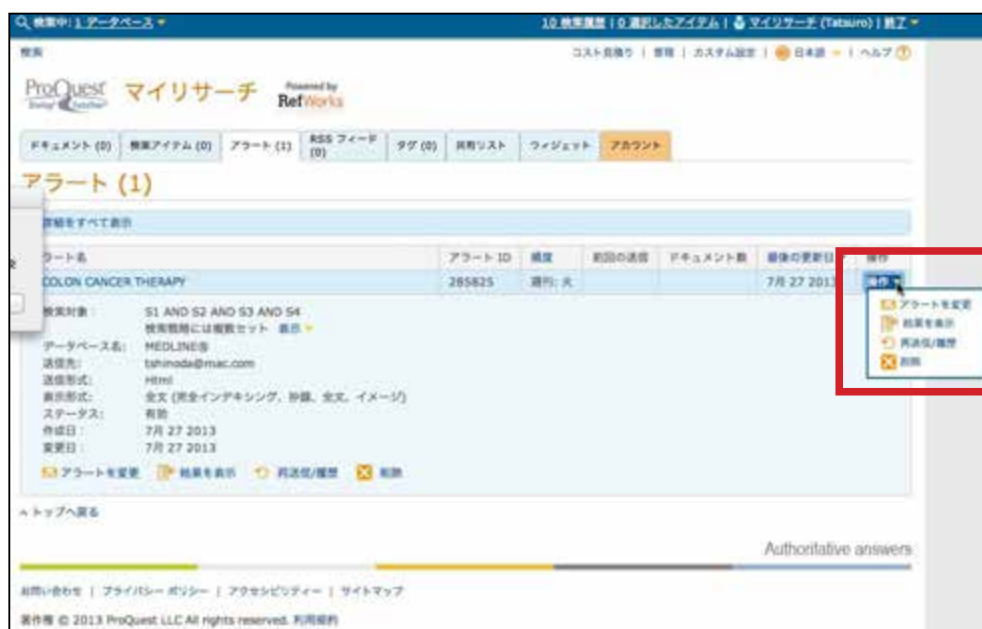 検索中: 1 データベース
10 検索履歴 | 0 選択したアイテム | マイリサーチ (Tatsuro) | 終了
検索
コスト見積り | 管理 | カスタム設定 | 日本語 | ヘルプ
ProQuest マイリサーチ Powered by RefWorks
ドキュメント (0) 検索アイテム (0) アラート (1) RSS フィード (0) タグ (0) 共有リスト ウィジェット アカウント
アラート (1)
詳細をすべて表示
ラート名 アラート ID 頻度 前回の送信 ドキュメント数 最後の更新日 操作
COLON CANCER THERAPY 285825 週刊: 火 7月 27 2013 操作
アラートを変更
結果を表示
再送信/履歴
削除
検索対象: S1 AND S2 AND S3 AND S4
検索戦略には複数セット 表示
データベース名: MEDLINE®
送信先: tshinoda@mac.com
送信形式: Html
表示形式: 全文 (完全インデキシング、抄録、全文、イメージ)
ステータス: 有効
作成日: 7月 27 2013
変更日: 7月 27 2013
アラートを変更 結果を表示 再送信/履歴 削除
トップへ戻る
Authoritative answers
お問い合わせ | プライバシー ポリシー | アクセシビリティー | サイトマップ
著作権 © 2013 ProQuest LLC All rights reserved. 利用規約